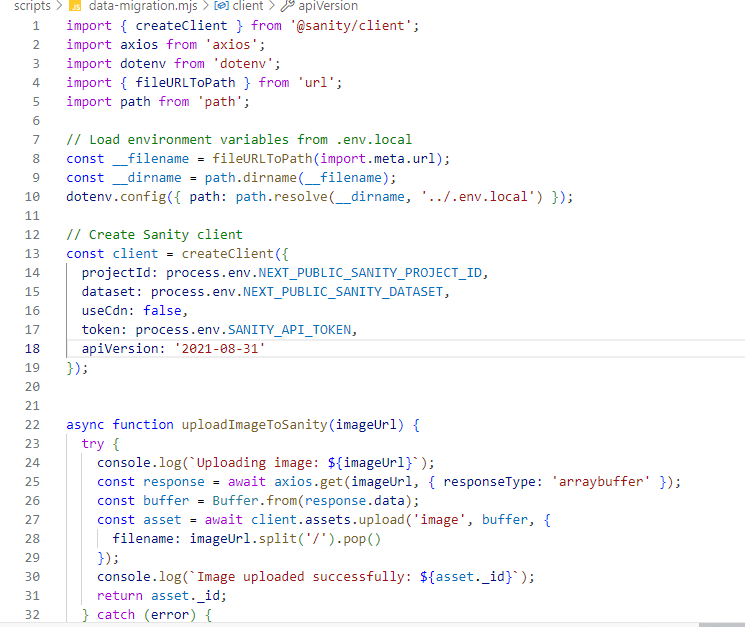 scripts > JS data-migration.mjs > client > apiVersion
1 import { createClient } from '@sanity/client';
2 import axios from 'axios';
3 import dotenv from 'dotenv';
4 import { fileURLToPath } from 'url';
5 import path from 'path';
6
7 // Load environment variables from .env.local
8 const __filename = fileURLToPath(import.meta.url);
9 const __dirname = path.dirname(__filename);
10 dotenv.config({ path: path.resolve(__dirname, '../.env.local') });
11
12 // Create Sanity client
13 const client = createClient({
14   projectId: process.env.NEXT_PUBLIC_SANITY_PROJECT_ID,
15   dataset: process.env.NEXT_PUBLIC_SANITY_DATASET,
16   useCdn: false,
17   token: process.env.SANITY_API_TOKEN,
18   apiVersion: '2021-08-31'
19 });
20
21
22 async function uploadImageToSanity(imageUrl) {
23   try {
24     console.log(`Uploading image: ${imageUrl}`);
25     const response = await axios.get(imageUrl, { responseType: 'arraybuffer' });
26     const buffer = Buffer.from(response.data);
27     const asset = await client.assets.upload('image', buffer, {
28       filename: imageUrl.split('/').pop()
29     });
30     console.log(`Image uploaded successfully: ${asset._id}`);
31     return asset._id;
32   } catch (error) {